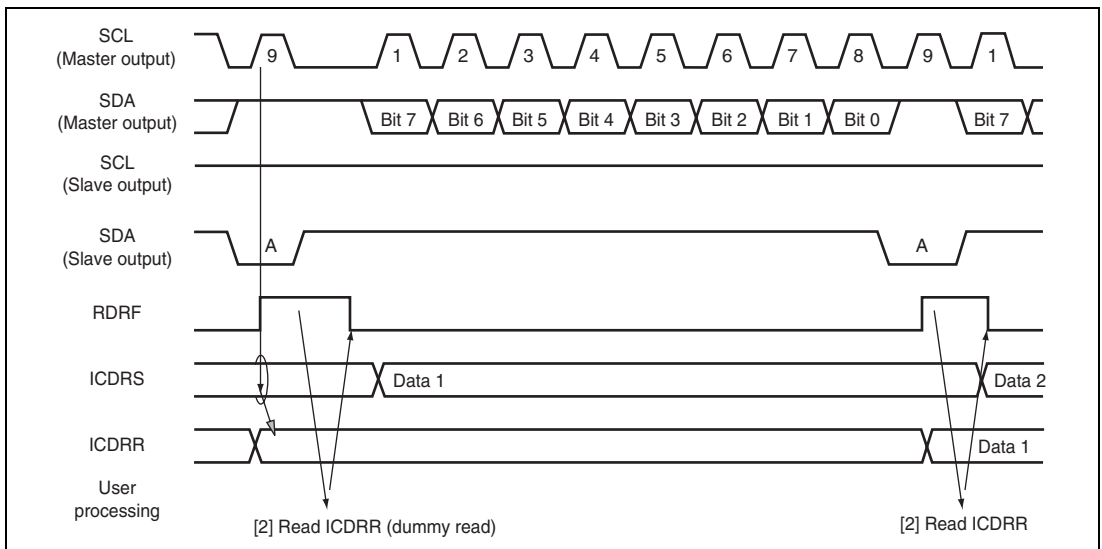 SCL
(Master output)
9 1 2 3 4 5 6 7 8 9 1
SDA
(Master output)
Bit 7 Bit 6 Bit 5 Bit 4 Bit 3 Bit 2 Bit 1 Bit 0 Bit 7
SCL
(Slave output)
SDA
(Slave output)
A A
RDRF
ICDRS
Data 1 Data 2
ICDRR
Data 1
User
processing
[2] Read ICDRR (dummy read) [2] Read ICDRR